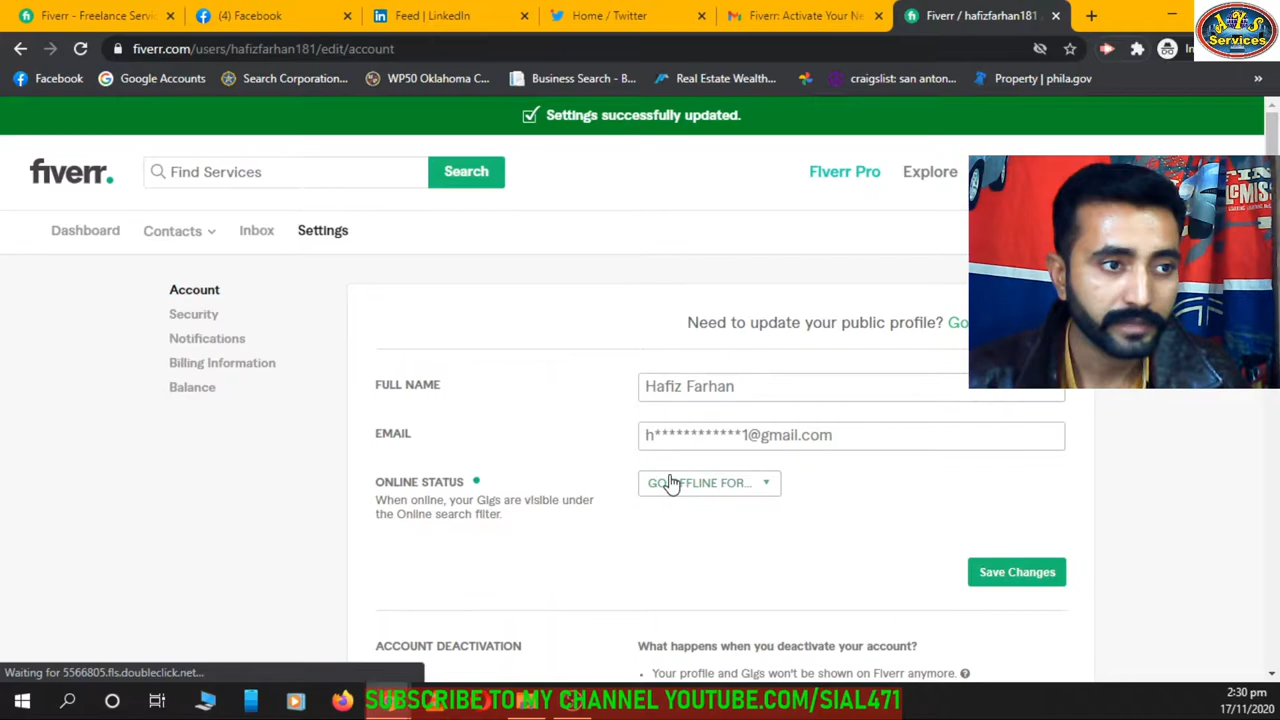 Fiverr - Freelance Servi
(4) Facebook
Feed | LinkedIn
Home / Twitter
Fiverr: Activate Your Ne
Fiverr / hafizfarhan181
fiverr.com/users/hafizfarhan181/edit/account
AYS Services
Facebook
Google Accounts
Search Corporation...
WP50 Oklahoma C...
Business Search - B...
Real Estate Wealth...
craigslist: san anton...
Property | phila.gov
Settings successfully updated.
fiverr.
Find Services
Search
Fiverr Pro
Explore
Dashboard
Contacts
Inbox
Settings
Account
Security
Notifications
Billing Information
Balance
Need to update your public profile? Go
FULL NAME
Hafiz Farhan
EMAIL
h************1@gmail.com
ONLINE STATUS
GO OFFLINE FOR...
When online, your Gigs are visible under
the Online search filter.
Save Changes
ACCOUNT DEACTIVATION
What happens when you deactivate your account?
• Your profile and Gigs won't be shown on Fiverr anymore.
Waiting for 5566805.fls.doubleclick.net...
SUBSCRIBE TO MY CHANNEL YOUTUBE.COM/SIAL471
2:30 pm
17/11/2020